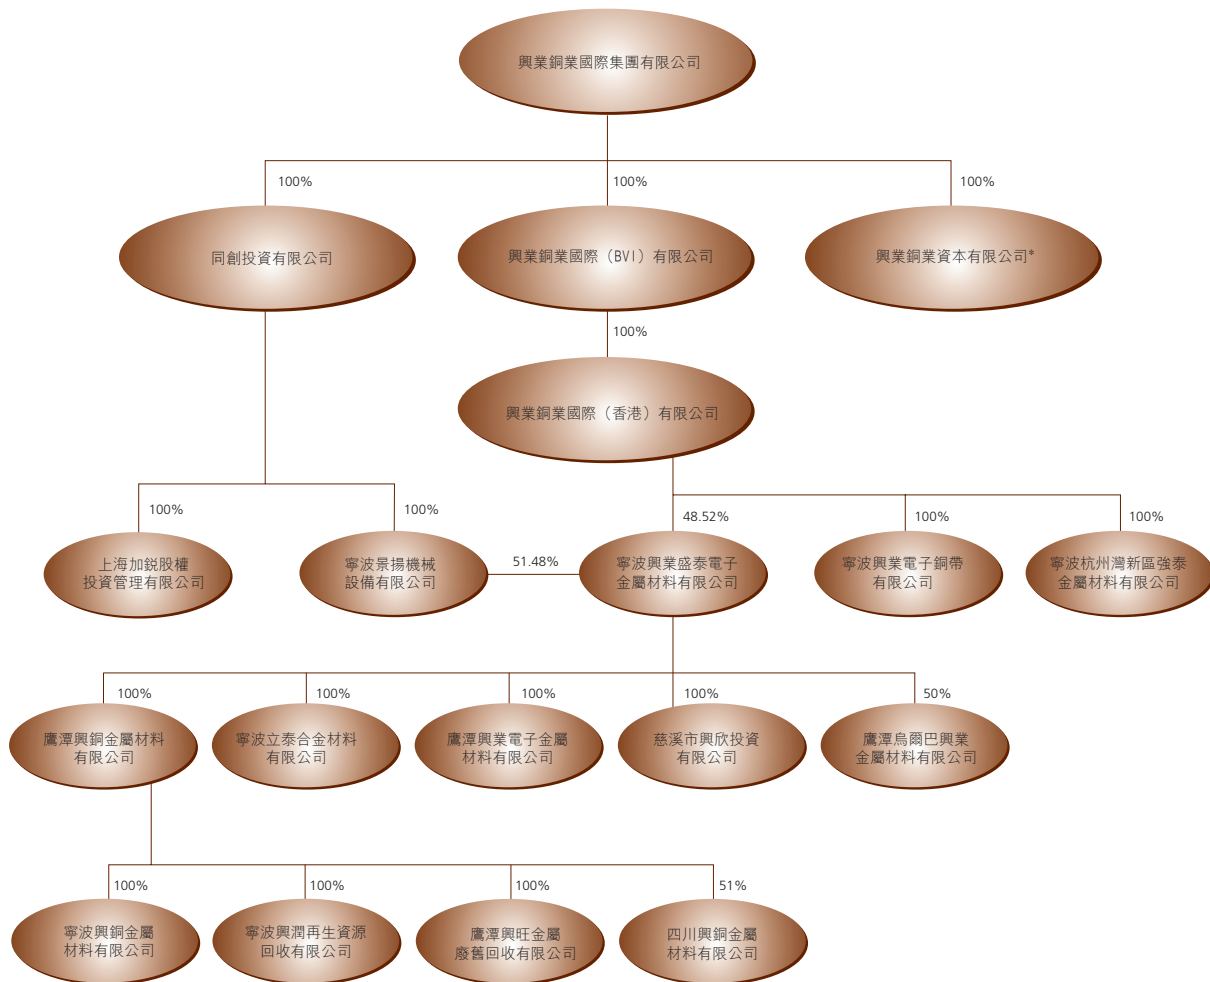 興業銅業國際集團有限公司
100%
100%
100%
同創投資有限公司
興業銅業國際（BVI）有限公司
興業銅業資本有限公司*
100%
興業銅業國際（香港）有限公司
100%
100%
48.52%
100%
100%
上海加銳股權
投資管理有限公司
寧波景揚機械
設備有限公司
51.48%
寧波興業盛泰電子
金屬材料有限公司
寧波興業電子銅帶
有限公司
寧波杭州灣新區強泰
金屬材料有限公司
100%
100%
100%
100%
50%
鷹潭興銅金屬材料
有限公司
寧波立泰合金材料
有限公司
鷹潭興業電子金屬
材料有限公司
慈溪市興欣投資
有限公司
鷹潭烏爾巴興業
金屬材料有限公司
100%
100%
100%
51%
寧波興銅金屬
材料有限公司
寧波興潤再生資源
回收有限公司
鷹潭興旺金屬
廢舊回收有限公司
四川興銅金屬
材料有限公司